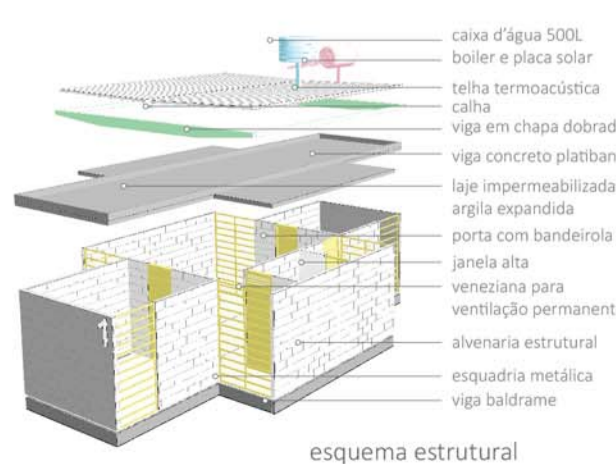 caixa d'água 500L
boiler e placa solar
telha termoacústica
calha
viga em chapa dobrad
viga concreto platiban
laje impermeabilizada
argila expandida
porta com bandeirola
janela alta
veneziana para
ventilação permanent
alvenaria estrutural
esquadria metálica
viga baldrame
esquema estrutural